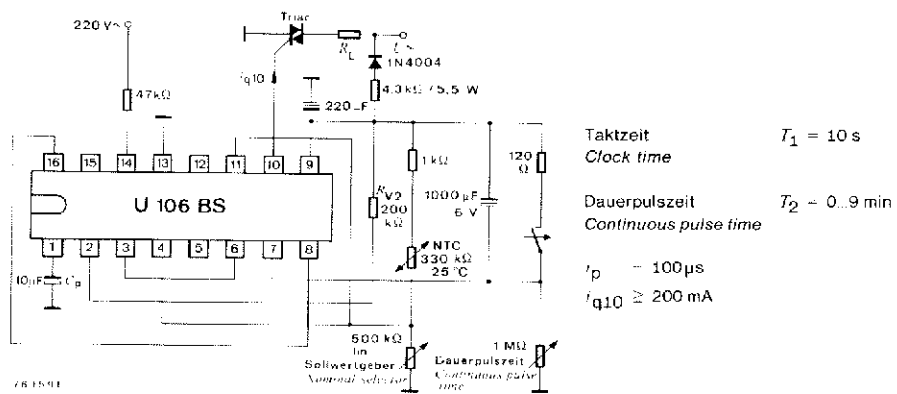 220 V~
Triac
R_L
1N4004
i_q10
4.3 kΩ / 5.5 W
47 kΩ
220 µF
16 15 14 13 12 11 10 9
U 106 BS
1 2 3 4 5 6 7 8
10 µF C_p
1 kΩ
R_V2
200
kΩ
1000 µF
6 V
120
Ω
NTC
330 kΩ
25 °C
500 kΩ
lin
Sollwertgeber
Nominal selector
1 MΩ
Dauerpulszeit
Continuous pulse
time
Taktzeit T_1 = 10 s
Clock time
Dauerpulszeit T_2 = 0...9 min
Continuous pulse time
t_p = 100 µs
i_q10 ≥ 200 mA